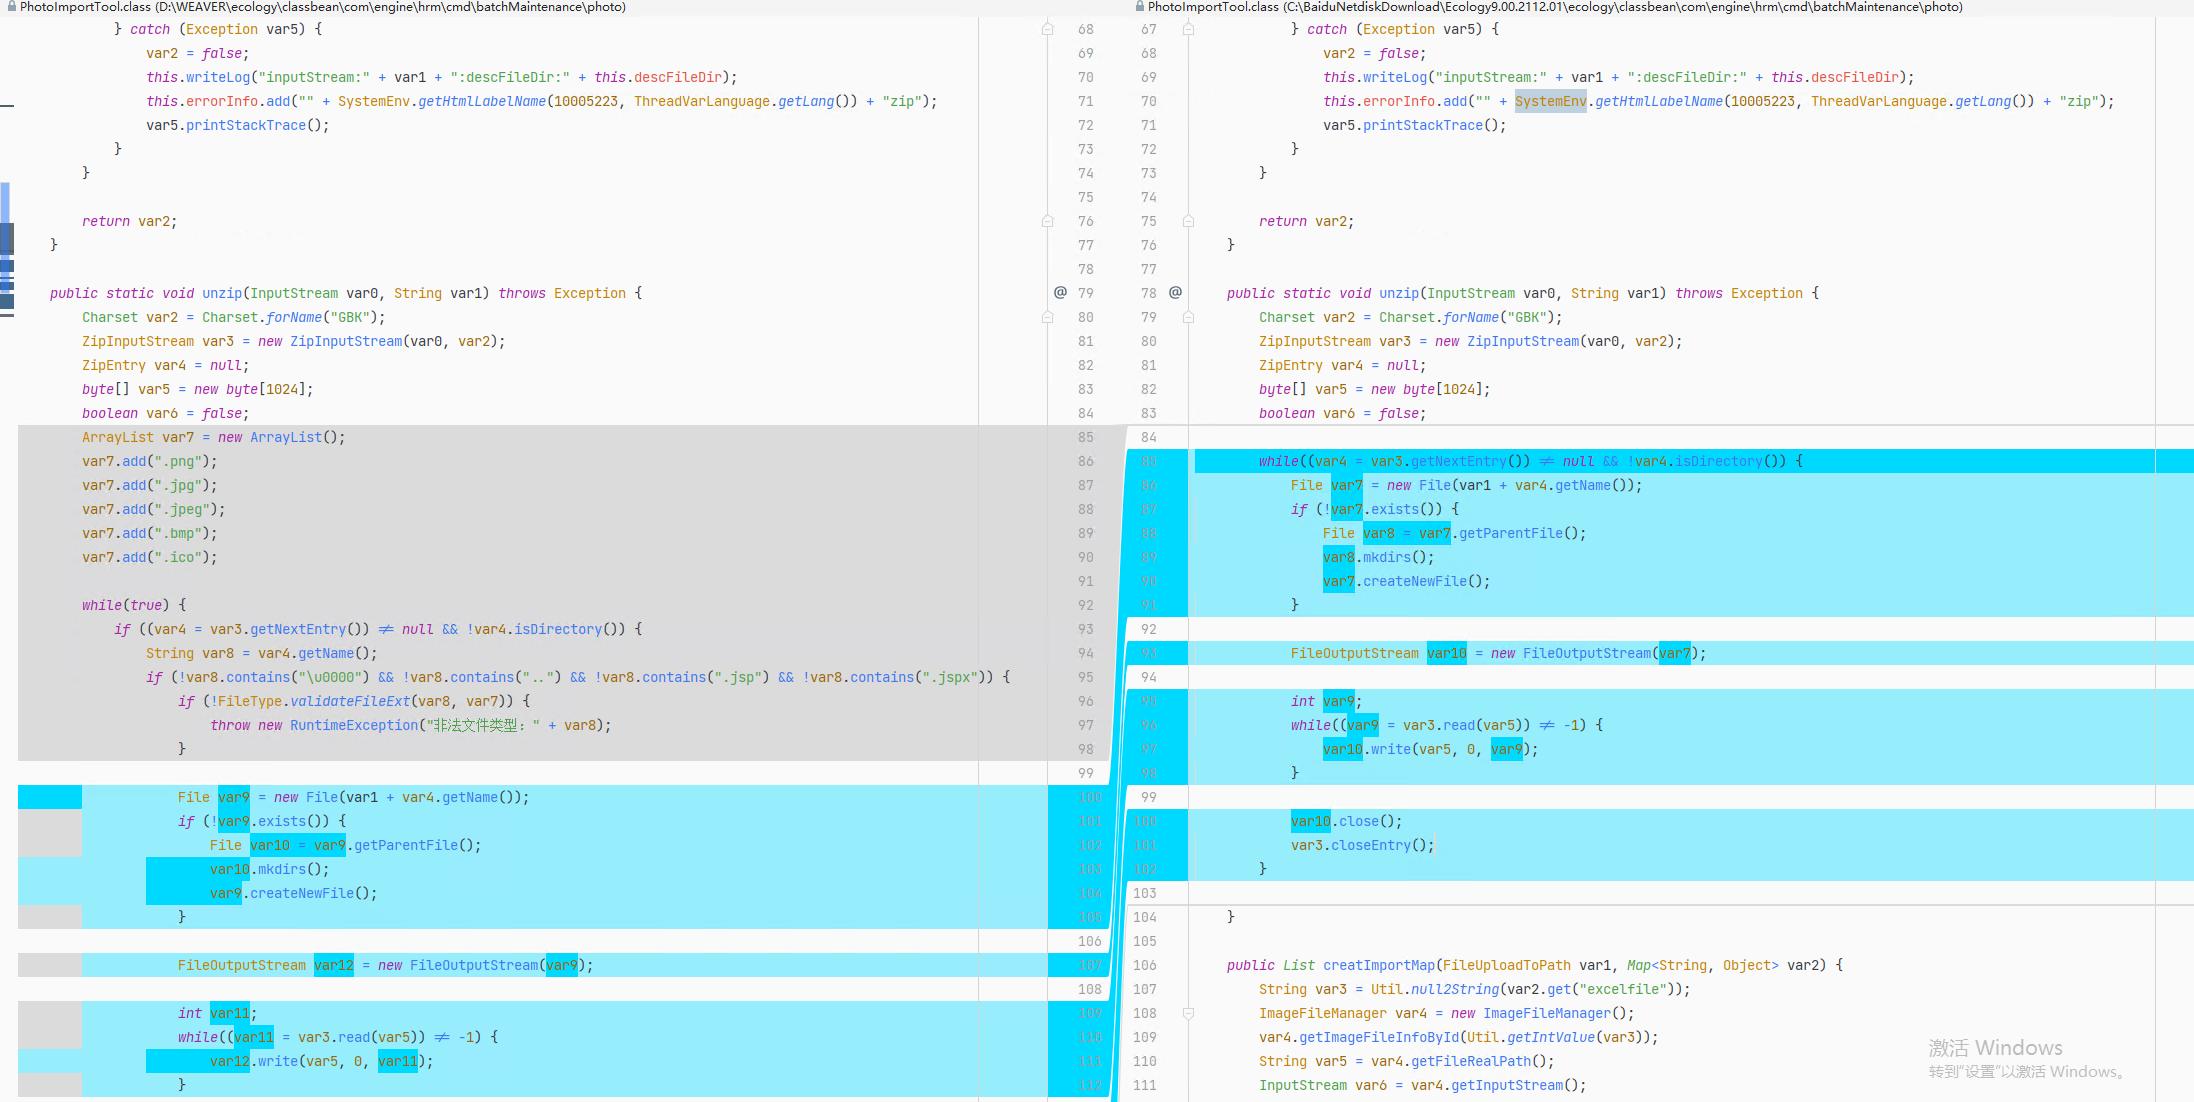 PhotoImportTool.class (D:\WEAVER\ecology\classbean\com\engine\hrm\cmd\batchMaintenance\photo)
} catch (Exception var5) { 68
var2 = false; 69
this.writeLog("inputStream:" + var1 + ":descFileDir:" + this.descFileDir); 70
this.errorInfo.add("" + SystemEnv.getHtmlLabelName(10005223, ThreadVarLanguage.getLang()) + "zip"); 71
var5.printStackTrace(); 72
} 73
} 74
75
return var2; 76
} 77
78
public static void unzip(InputStream var0, String var1) throws Exception { @ 79
Charset var2 = Charset.forName("GBK"); 80
ZipInputStream var3 = new ZipInputStream(var0, var2); 81
ZipEntry var4 = null; 82
byte[] var5 = new byte[1024]; 83
boolean var6 = false; 84
ArrayList var7 = new ArrayList(); 85
var7.add(".png"); 86
var7.add(".jpg"); 87
var7.add(".jpeg"); 88
var7.add(".bmp"); 89
var7.add(".ico"); 90
91
while(true) { 92
if ((var4 = var3.getNextEntry()) ≠ null && !var4.isDirectory()) { 93
String var8 = var4.getName(); 94
if (!var8.contains("\u0000") && !var8.contains("..") && !var8.contains(".jsp") && !var8.contains(".jspx")) { 95
if (!FileType.validateFileExt(var8, var7)) { 96
throw new RuntimeException("非法文件类型：" + var8); 97
} 98
99
File var9 = new File(var1 + var4.getName()); 100
if (!var9.exists()) { 101
File var10 = var9.getParentFile(); 102
var10.mkdirs(); 103
var9.createNewFile(); 104
} 105
106
FileOutputStream var12 = new FileOutputStream(var9); 107
108
int var11; 109
while((var11 = var3.read(var5)) ≠ -1) { 110
var12.write(var5, 0, var11); 111
} 112
PhotoImportTool.class (C:\BaiduNetdiskDownload\Ecology9.00.2112.01\ecology\classbean\com\engine\hrm\cmd\batchMaintenance\photo)
67 } catch (Exception var5) {
68 var2 = false;
69 this.writeLog("inputStream:" + var1 + ":descFileDir:" + this.descFileDir);
70 this.errorInfo.add("" + SystemEnv.getHtmlLabelName(10005223, ThreadVarLanguage.getLang()) + "zip");
71 var5.printStackTrace();
72 }
73 }
74
75 return var2;
76 }
77
78 @ public static void unzip(InputStream var0, String var1) throws Exception {
79 Charset var2 = Charset.forName("GBK");
80 ZipInputStream var3 = new ZipInputStream(var0, var2);
81 ZipEntry var4 = null;
82 byte[] var5 = new byte[1024];
83 boolean var6 = false;
84
85 while((var4 = var3.getNextEntry()) ≠ null && !var4.isDirectory()) {
86 File var7 = new File(var1 + var4.getName());
87 if (!var7.exists()) {
88 File var8 = var7.getParentFile();
89 var8.mkdirs();
90 var7.createNewFile();
91 }
92
93 FileOutputStream var10 = new FileOutputStream(var7);
94
95 int var9;
96 while((var9 = var3.read(var5)) ≠ -1) {
97 var10.write(var5, 0, var9);
98 }
99
100 var10.close();
101 var3.closeEntry();
102 }
103
104 }
105
106 public List creatImportMap(FileUploadToPath var1, Map<String, Object> var2) {
107 String var3 = Util.null2String(var2.get("excelfile"));
108 ImageFileManager var4 = new ImageFileManager();
109 var4.getImageFileInfoById(Util.getIntValue(var3));
110 String var5 = var4.getFileRealPath();
111 InputStream var6 = var4.getInputStream();
激活 Windows
转到"设置"以激活 Windows。